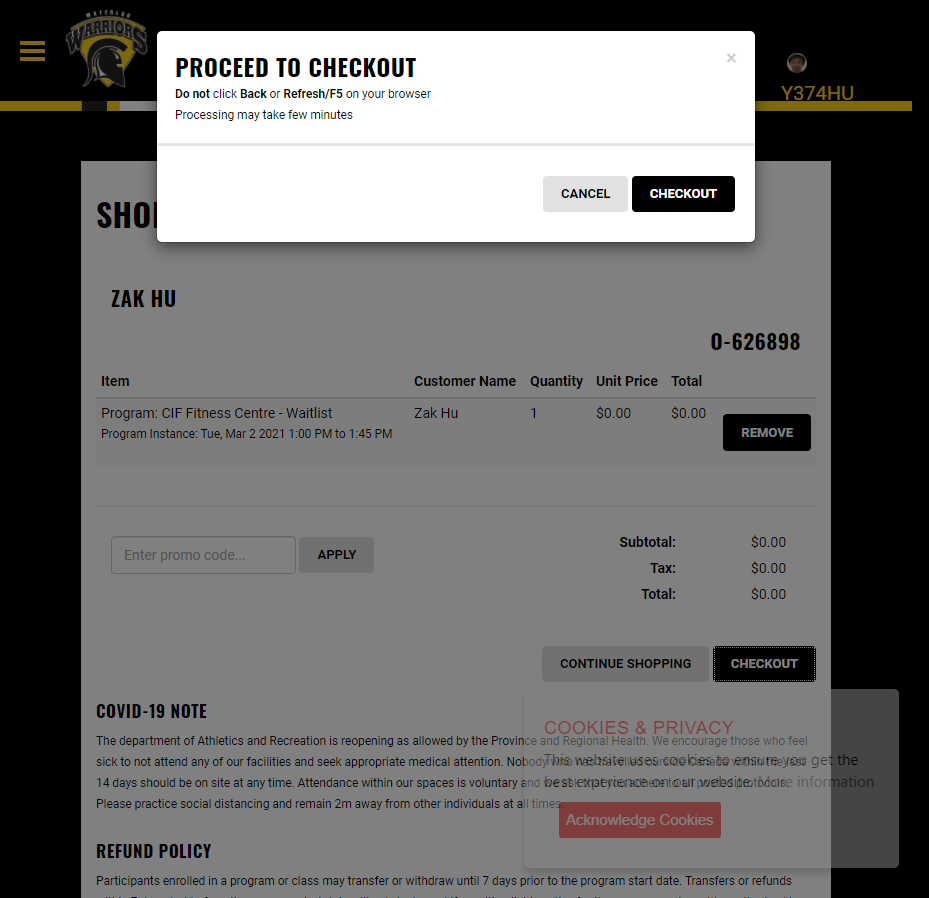 WATERLOO
WARRIORS
PROCEED TO CHECKOUT
×
Do not click Back or Refresh/F5 on your browser
Processing may take few minutes
Y374HU
CANCEL
CHECKOUT
SHO
ZAK HU
O-626898
Item Customer Name Quantity Unit Price Total
Program: CIF Fitness Centre - Waitlist Zak Hu 1 $0.00 $0.00
Program Instance: Tue, Mar 2 2021 1:00 PM to 1:45 PM
REMOVE
Enter promo code...
APPLY
Subtotal: $0.00
Tax: $0.00
Total: $0.00
CONTINUE SHOPPING
CHECKOUT
COVID-19 NOTE
The department of Athletics and Recreation is reopening as allowed by the Province and Regional Health. We encourage those who feel
sick to not attend any of our facilities and seek appropriate medical attention. Nobody who has
14 days should be on site at any time. Attendance within our spaces is voluntary and
Please practice social distancing and remain 2m away from other individuals at all times.
COOKIES & PRIVACY
This website uses cookies to ensure you get the
best experience on our website. More information
Acknowledge Cookies
REFUND POLICY
Participants enrolled in a program or class may transfer or withdraw until 7 days prior to the program start date. Transfers or refunds